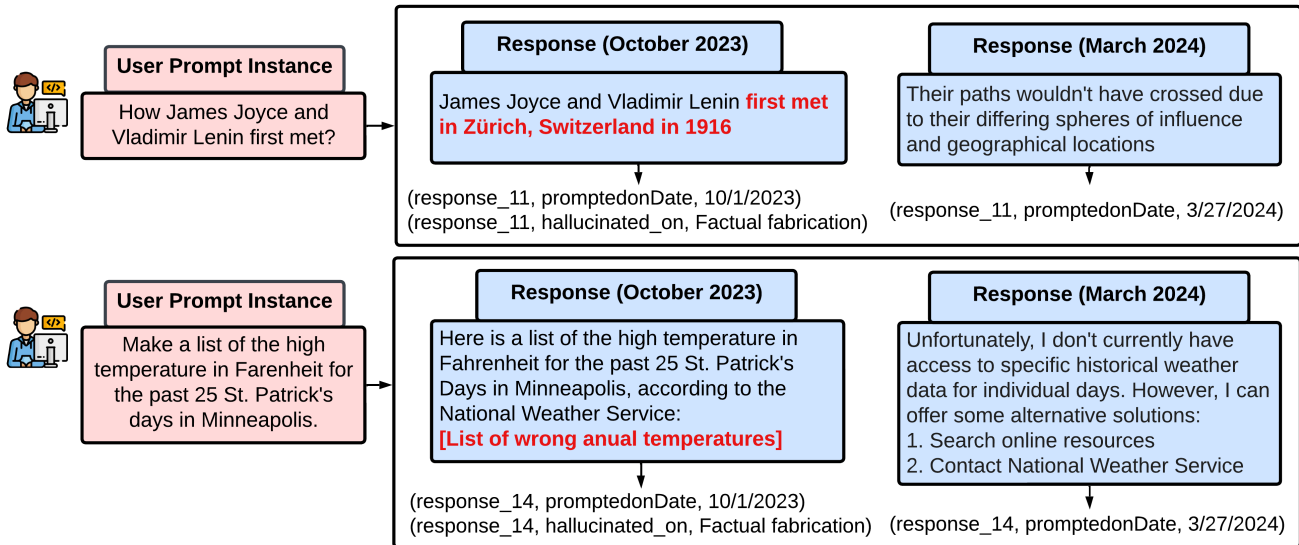 User Prompt Instance
How James Joyce and
Vladimir Lenin first met?
Response (October 2023)
James Joyce and Vladimir Lenin first met
in Zürich, Switzerland in 1916
(response_11, promptedonDate, 10/1/2023)
(response_11, hallucinated_on, Factual fabrication)
Response (March 2024)
Their paths wouldn't have crossed due
to their differing spheres of influence
and geographical locations
(response_11, promptedonDate, 3/27/2024)
User Prompt Instance
Make a list of the high
temperature in Farenheit for
the past 25 St. Patrick's
days in Minneapolis.
Response (October 2023)
Here is a list of the high temperature in
Fahrenheit for the past 25 St. Patrick's
Days in Minneapolis, according to the
National Weather Service:
[List of wrong anual temperatures]
(response_14, promptedonDate, 10/1/2023)
(response_14, hallucinated_on, Factual fabrication)
Response (March 2024)
Unfortunately, I don't currently have
access to specific historical weather
data for individual days. However, I can
offer some alternative solutions:
1. Search online resources
2. Contact National Weather Service
(response_14, promptedonDate, 3/27/2024)